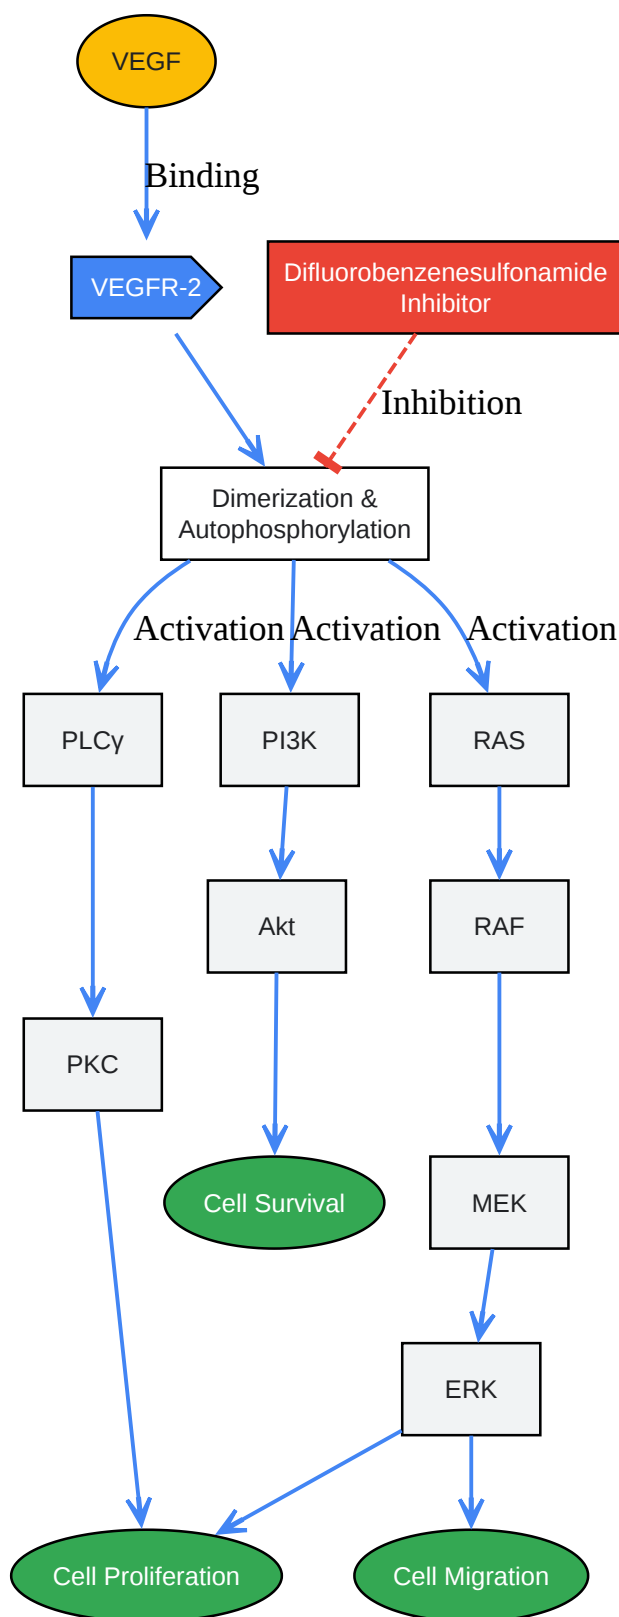 VEGF
Binding
VEGFR-2
Difluorobenzenesulfonamide
Inhibitor
Inhibition
Dimerization &
Autophosphorylation
Activation
Activation
Activation
PLCγ
PI3K
RAS
Akt
RAF
PKC
Cell Survival
MEK
ERK
Cell Proliferation
Cell Migration